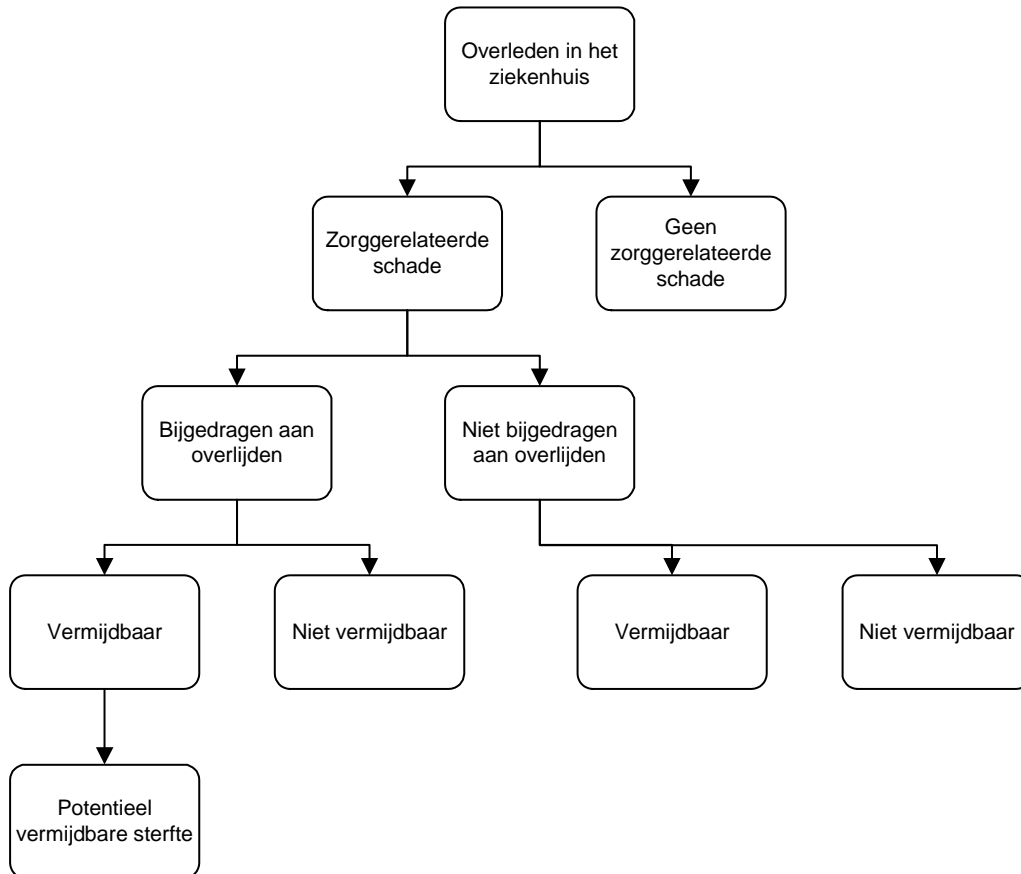 Overleden in het
ziekenhuis
Zorggerelateerde
schade
Geen
zorggerelateerde
schade
Bijgedragen aan
overlijden
Niet bijgedragen
aan overlijden
Vermijdbaar
Niet vermijdbaar
Vermijdbaar
Niet vermijdbaar
Potentieel
vermijdbare sterfte